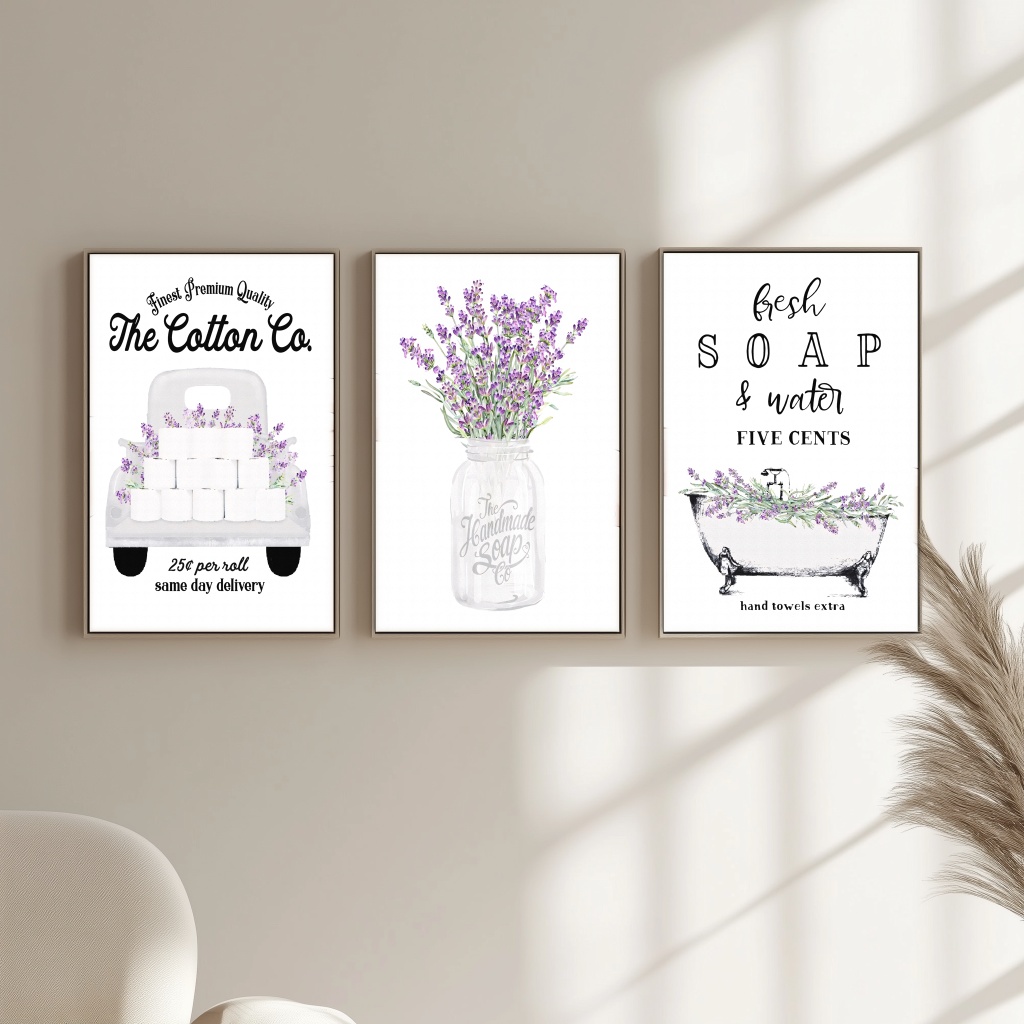 Finest Premium Quality
The Cotton Co.
25¢ per roll
same day delivery
The
Handmade
Soap
Co
fresh
SOAP
& water
FIVE CENTS
hand towels extra